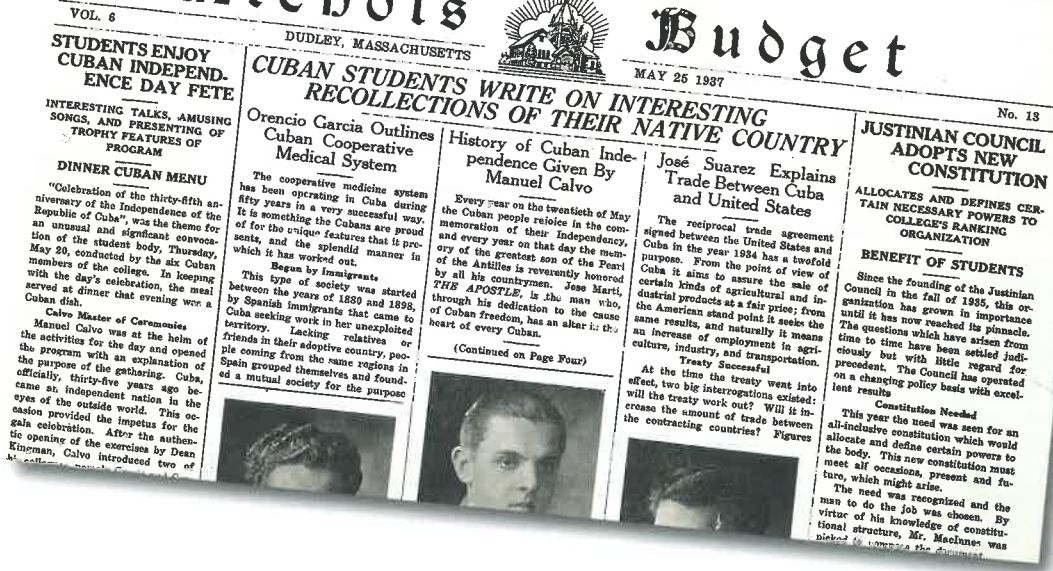 Budget
VOL. 6
DUDLEY, MASSACHUSETTS
MAY 25 1937
No. 13
STUDENTS ENJOY
CUBAN INDEPEND-
ENCE DAY FETE
INTERESTING TALKS, AMUSING
SONGS, AND PRESENTING OF
TROPHY FEATURES OF
PROGRAM
DINNER CUBAN MENU
"Celebration of the thirty-fifth an-
niversary of the Independence of the
Republic of Cuba", was the theme for
an unusual and signficant convoca-
tion of the student body, Thursday,
May 20, conducted by the six Cuban
members of the college. In keeping
with the day's celebration, the meal
served at dinner that evening was a
Cuban dish.
Calvo Master of Ceremonies
Manuel Calvo was at the helm of
the activities for the day and opened
the program with an explanation of
the purpose of the gathering. Cuba,
officially, thirty-five years ago be-
came an independent nation in the
eyes of the outside world. This oc-
casion provided the impetus for the
gala celebration. After the authen-
tic opening of the exercises by Dean
Kingman, Calvo introduced two of
CUBAN STUDENTS WRITE ON INTERESTING
RECOLLECTIONS OF THEIR NATIVE COUNTRY
Orencio Garcia Outlines
Cuban Cooperative
Medical System
The cooperative medicine system
has been operating in Cuba during
fifty years in a very successful way.
It is something the Cubans are proud
of for the unique features that it pre-
sents, and the splendid manner in
which it has worked out.
Begun by Immigrants
This type of society was started
between the years of 1880 and 1898,
by Spanish immigrants that came to
Cuba seeking work in her unexploited
territory. Lacking relatives or
friends in their adoptive country, peo-
ple coming from the same regions in
Spain grouped themselves and found-
ed a mutual society for the purpose
History of Cuban Inde-
pendence Given By
Manuel Calvo
Every year on the twentieth of May
the Cuban people rejoice in the com-
memoration of their Independency,
and every year on that day the mem-
ory of the greatest son of the Pearl
of the Antilles is reverently honored
by all his countrymen. Jose Marti,
THE APOSTLE, is the man who,
through his dedication to the cause
of Cuban freedom, has an altar in the
heart of every Cuban.
(Continued on Page Four)
José Suarez Explains
Trade Between Cuba
and United States
The reciprocal trade agreement
signed between the United States and
Cuba in the year 1934 has a twofold
purpose. From the point of view of
Cuba it aims to assure the sale of
certain kinds of agricultural and in-
dustrial products at a fair price; from
the American stand point it seeks the
same results, and naturally it means
an increase of employment in agri-
culture, industry, and transportation.
Treaty Successful
At the time the treaty went into
effect, two big interrogations existed:
will the treaty work out? Will it in-
crease the amount of trade between
the contracting countries? Figures
JUSTINIAN COUNCIL
ADOPTS NEW
CONSTITUTION
ALLOCATES AND DEFINES CER-
TAIN NECESSARY POWERS TO
COLLEGE'S RANKING
ORGANIZATION
BENEFIT OF STUDENTS
Since the founding of the Justinian
Council in the fall of 1935, this or-
ganization has grown in importance
until it has now reached its pinnacle.
The questions which have arisen from
time to time have been settled judi-
ciously but with little regard for
precedent. The Council has operated
on a changing policy basis with excel-
lent results
Constitution Needed
This year the need was seen for an
all-inclusive constitution which would
allocate and define certain powers to
the body. This new constitution must
meet all occasions, present and fu-
ture, which might arise.
The need was recognized and the
man to do the job was chosen. By
virtue of his knowledge of constitu-
tional structure, Mr. MacInnes was
picked to compose the document.